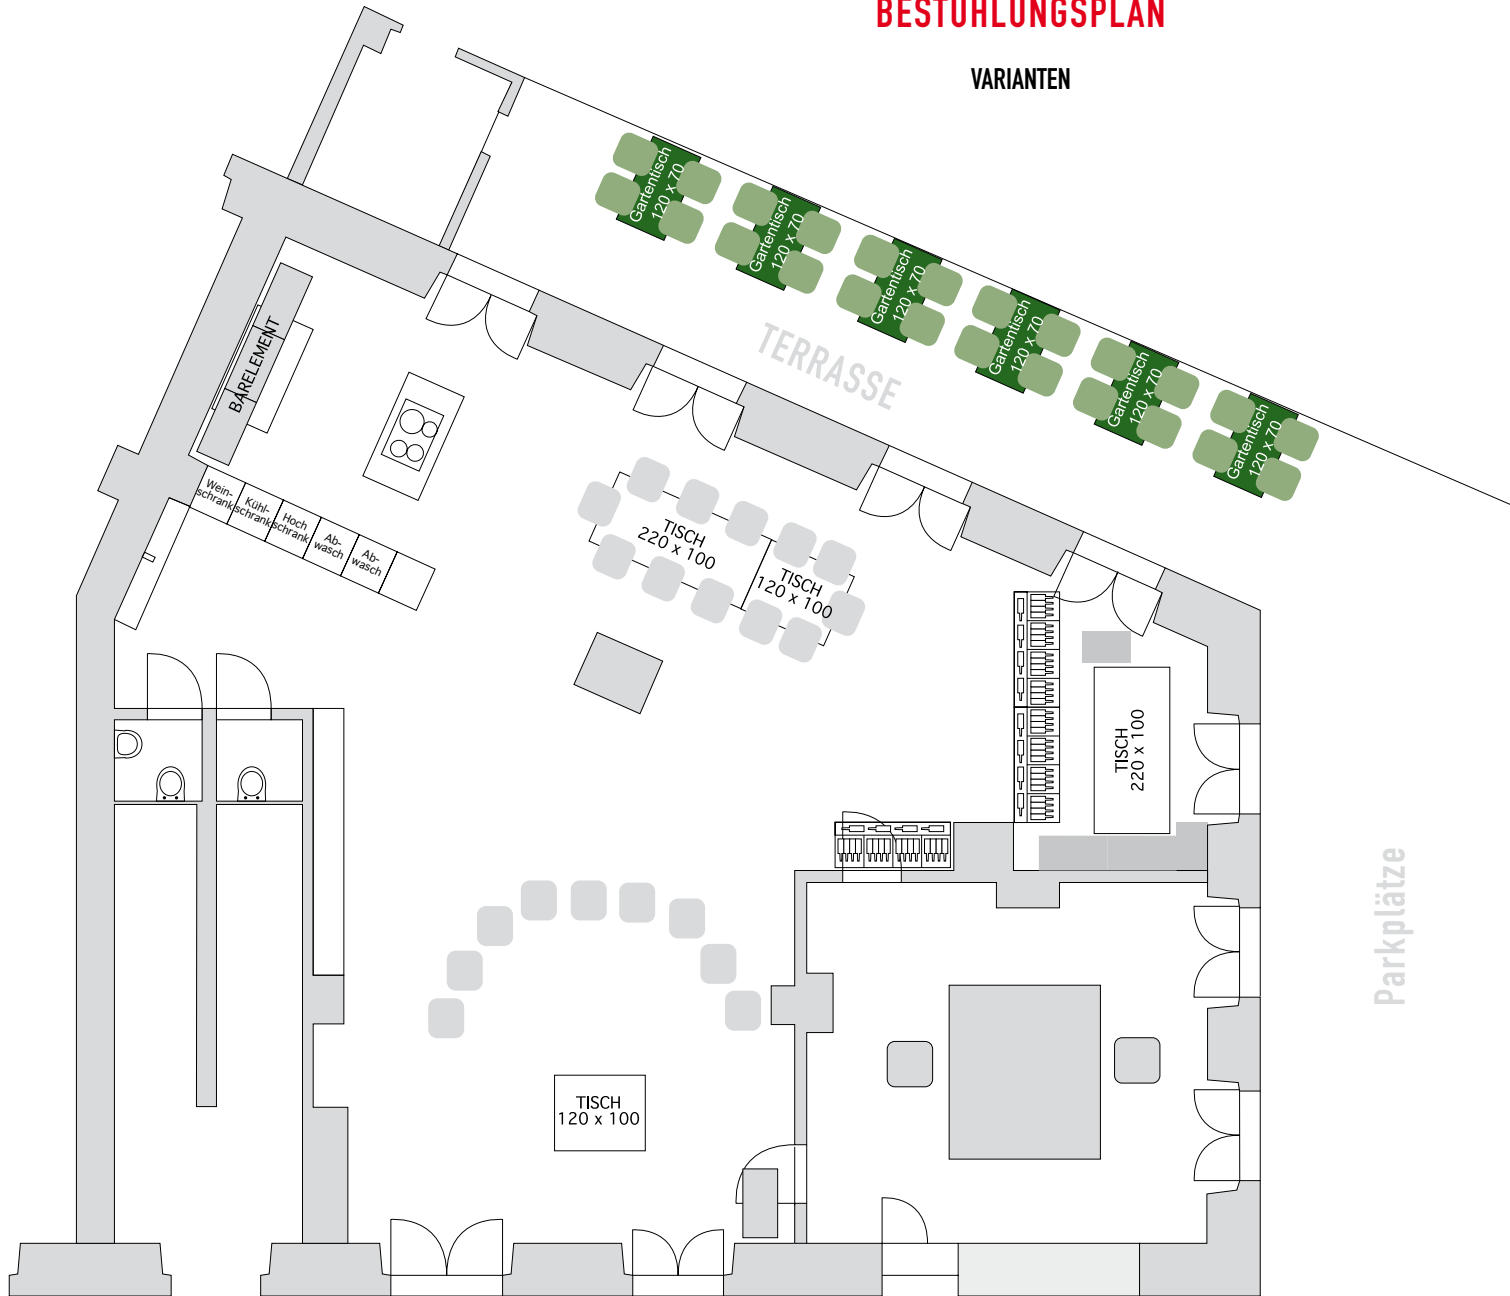 BESTUHLUNGSPLAN
VARIANTEN
Gartentisch
120 x 70
Gartentisch
120 x 70
Gartentisch
120 x 70
Gartentisch
120 x 70
Gartentisch
120 x 70
Gartentisch
120 x 70
TERRASSE
BARELEMENT
Wein-
schrank
Kühl-
schrank
Hoch
schrank
Ab-
wasch
Ab-
wasch
TISCH
220 x 100
TISCH
120 x 100
TISCH
220 x 100
Parkplätze
TISCH
120 x 100